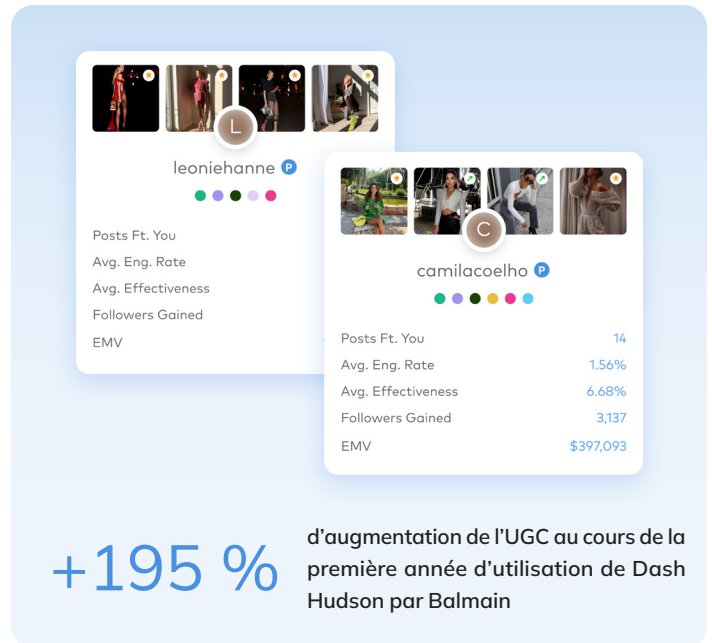 L
leoniehanne P
Posts Ft. You
Avg. Eng. Rate
Avg. Effectiveness
Followers Gained
EMV
C
camilacoelho P
Posts Ft. You 14
Avg. Eng. Rate 1.56%
Avg. Effectiveness 6.68%
Followers Gained 3,137
EMV $397,093
+195 %
d’augmentation de l’UGC au cours de la
première année d’utilisation de Dash
Hudson par Balmain